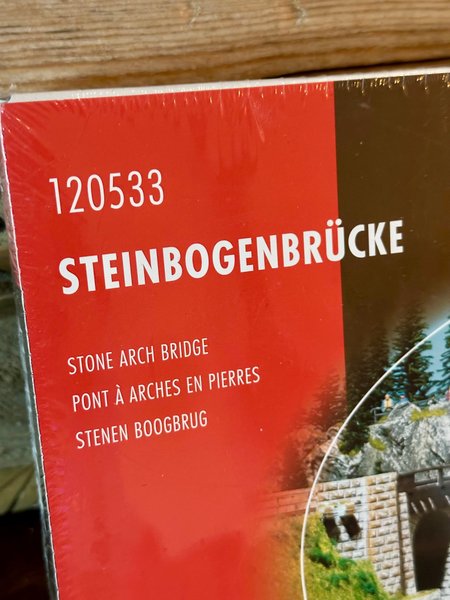 120533
STEINBOGENBRÜCKE
STONE ARCH BRIDGE
PONT À ARCHES EN PIERRES
STENEN BOOGBRUG